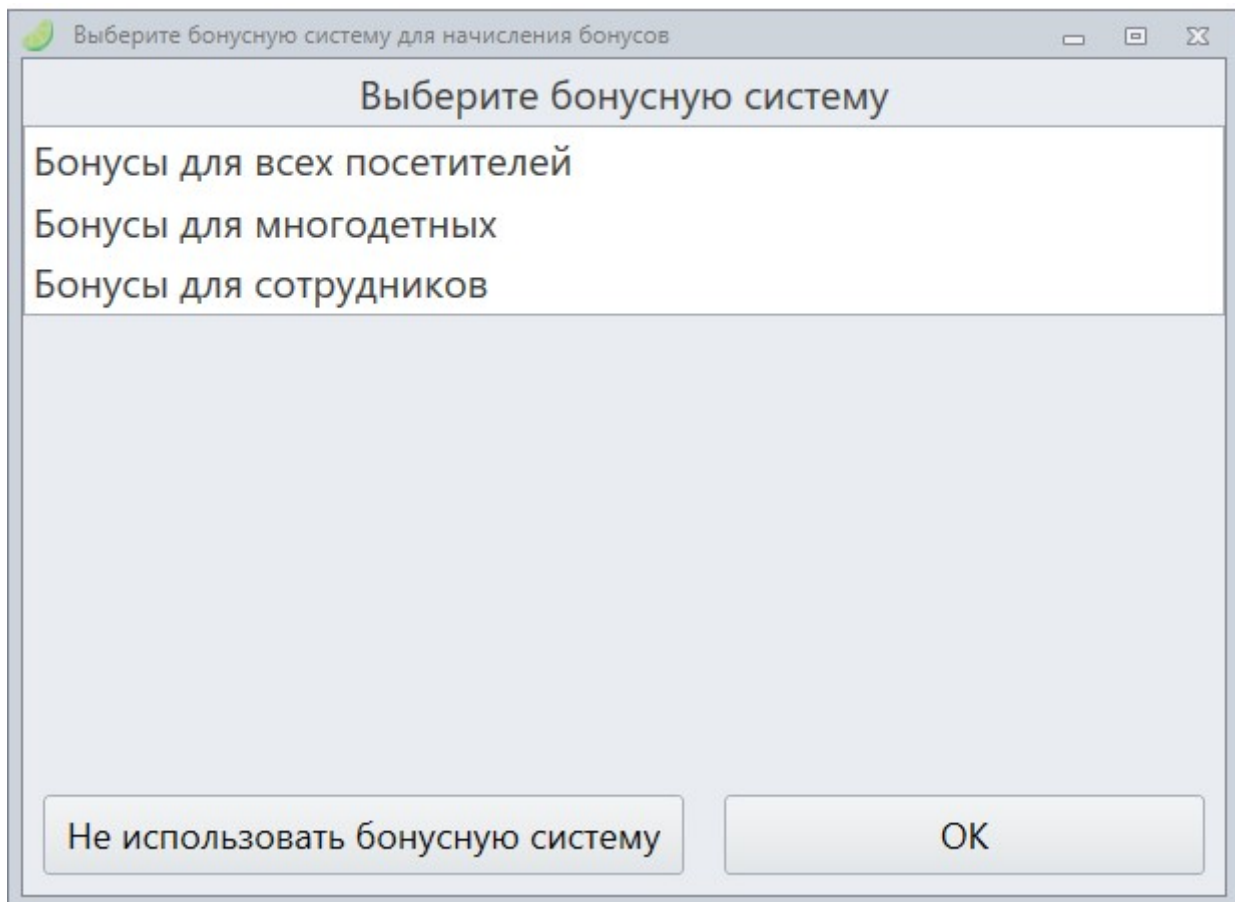 Выберите бонусную систему для начисления бонусов
Выберите бонусную систему
Бонусы для всех посетителей
Бонусы для многодетных
Бонусы для сотрудников
Не использовать бонусную систему
ОК